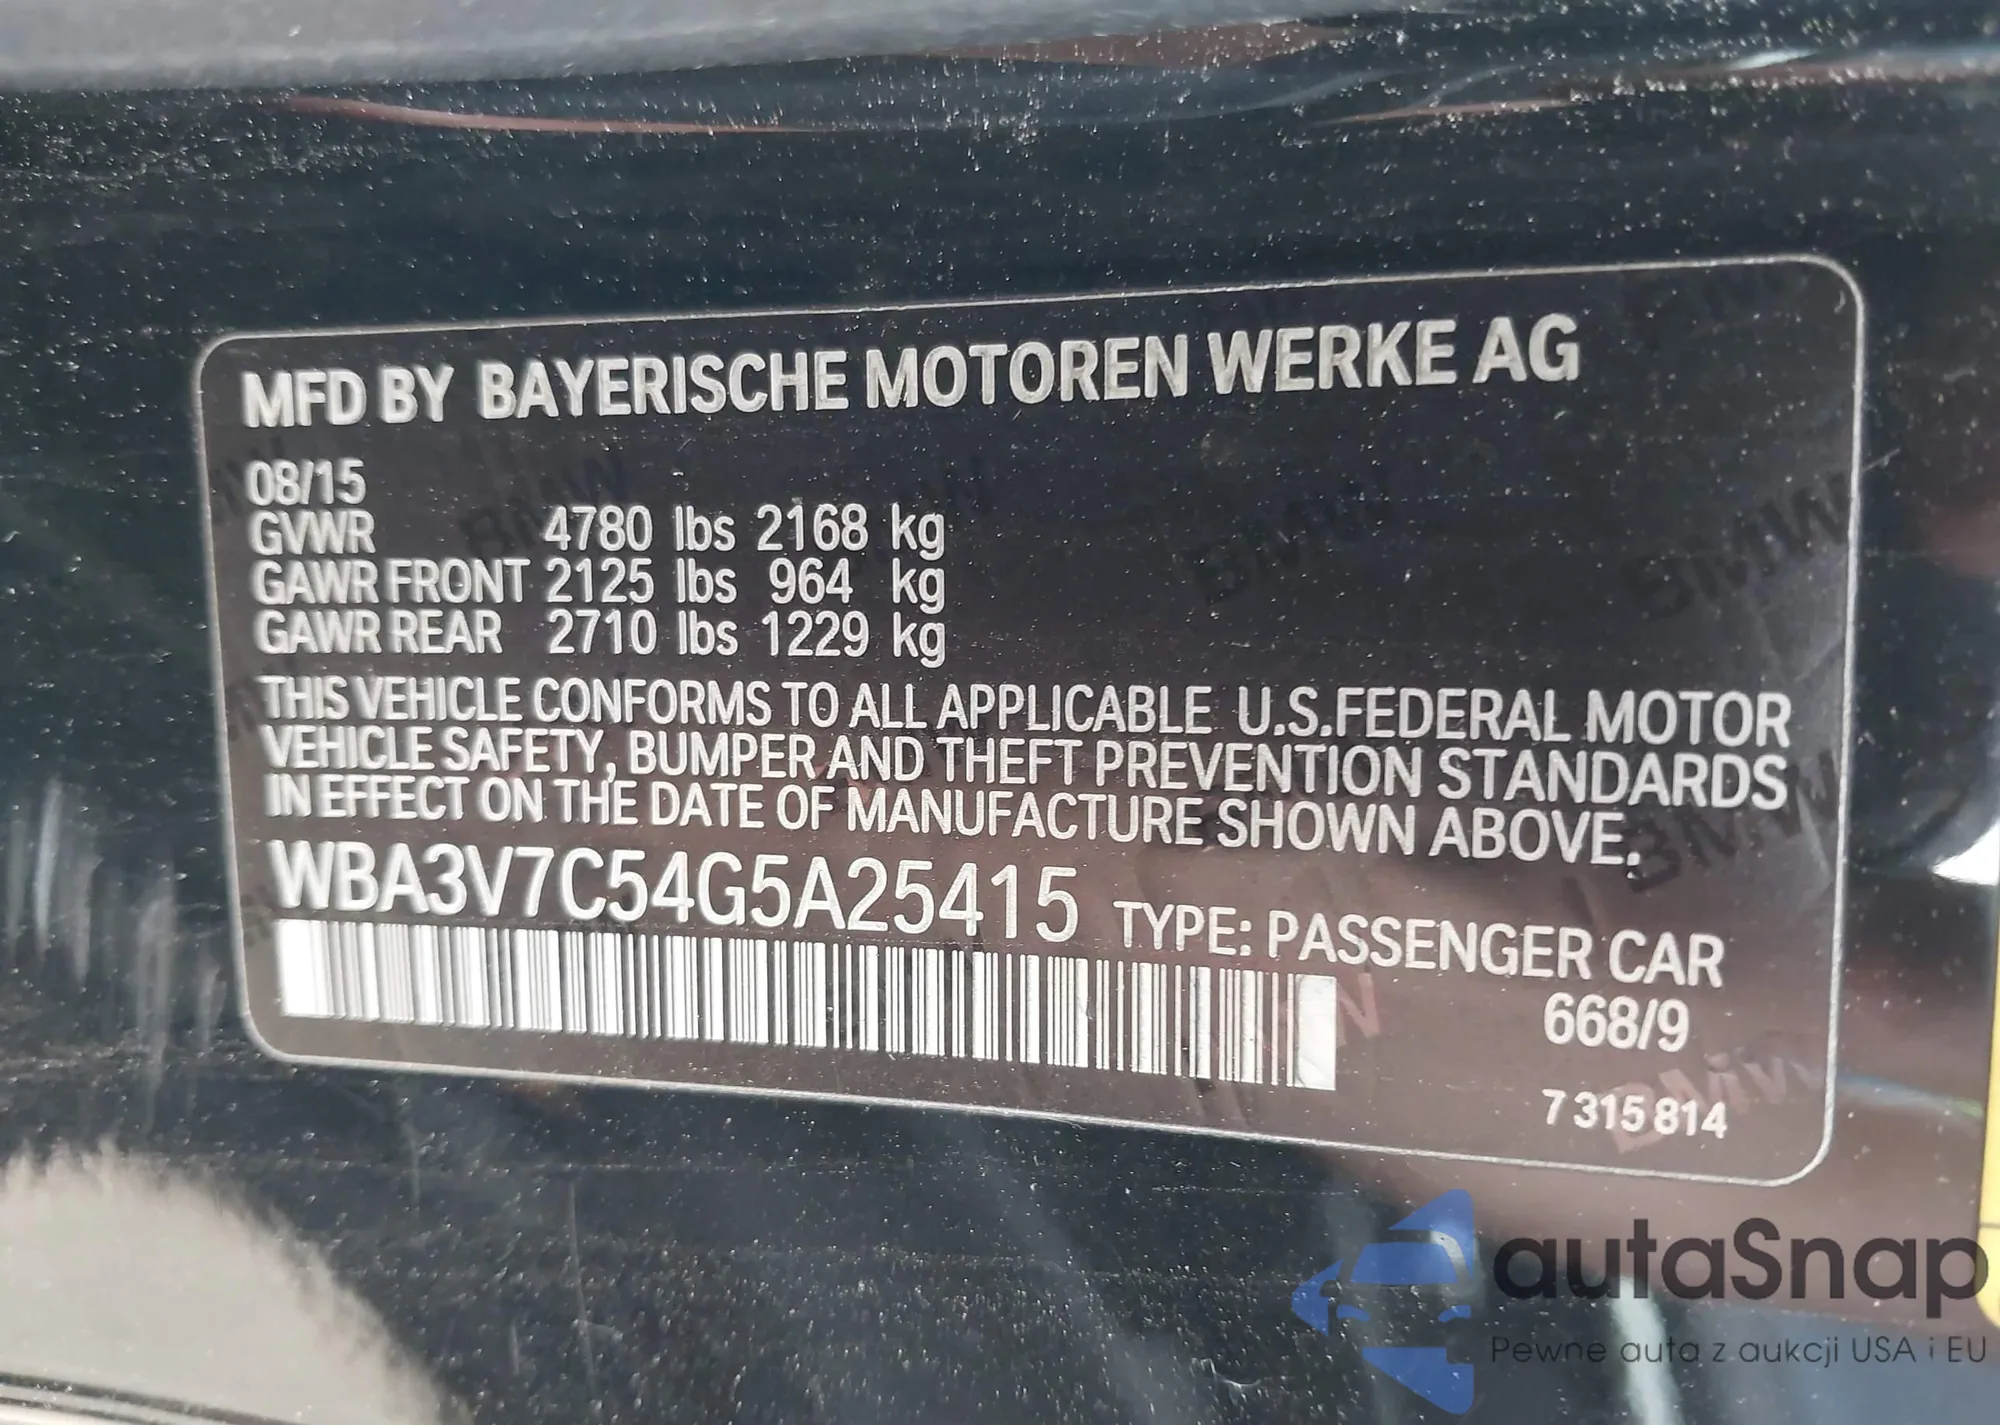 MFD BY BAYERISCHE MOTOREN WERKE AG
08/15
GVWR 4780 lbs 2168 kg
GAWR FRONT 2125 lbs 964 kg
GAWR REAR 2710 lbs 1229 kg
THIS VEHICLE CONFORMS TO ALL APPLICABLE U.S.FEDERAL MOTOR
VEHICLE SAFETY, BUMPER AND THEFT PREVENTION STANDARDS
IN EFFECT ON THE DATE OF MANUFACTURE SHOWN ABOVE.
WBA3V7C54G5A25415 TYPE: PASSENGER CAR
668/9
7 315 814
autaSnap
Pewne auta z aukcji USA i EU